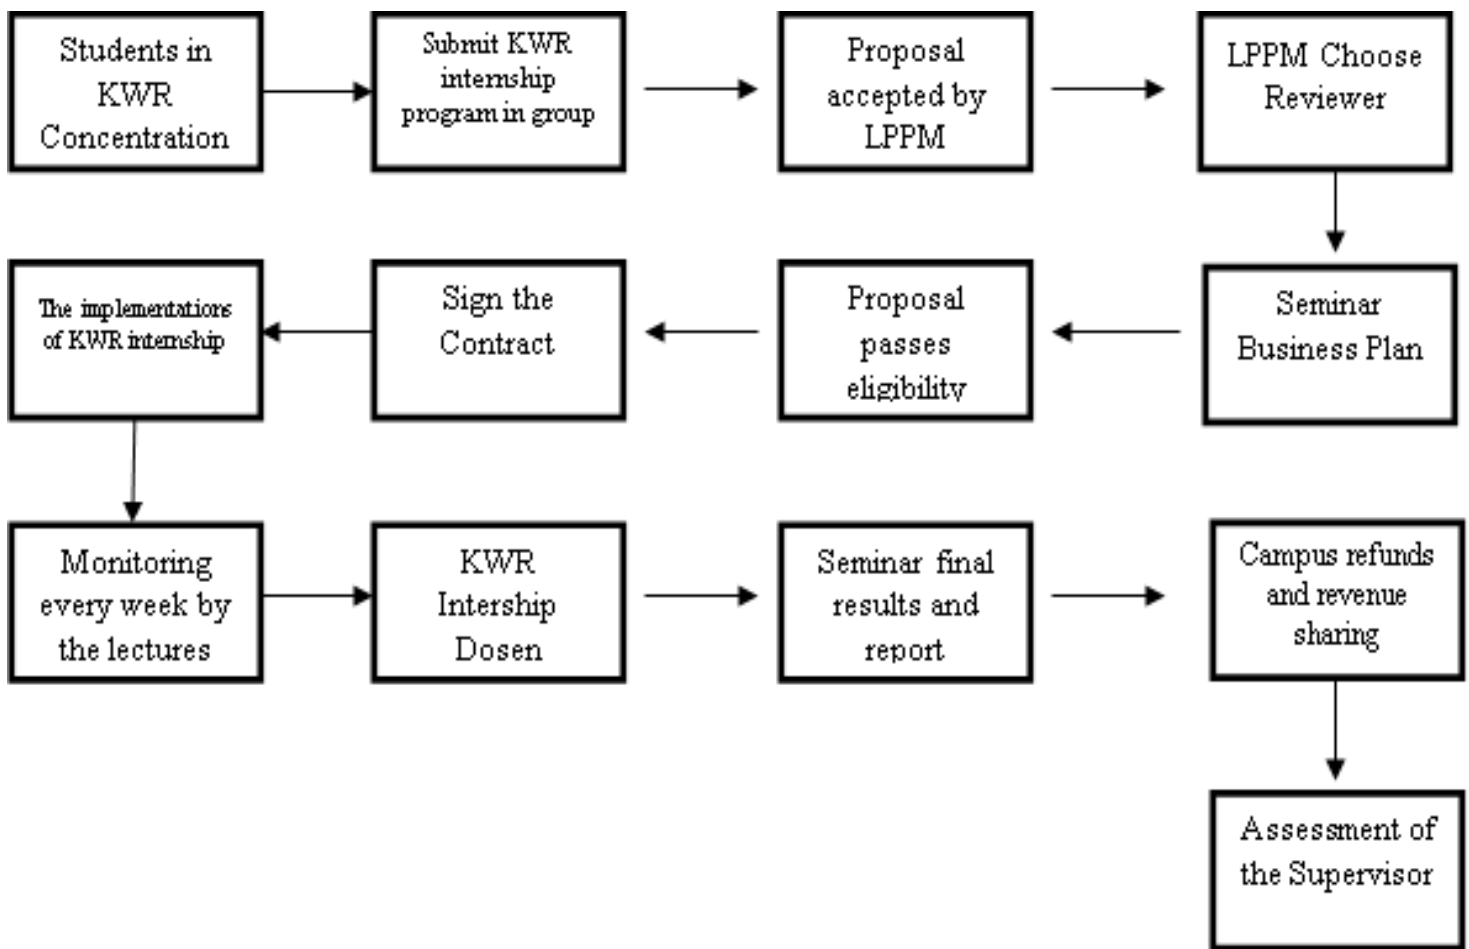 Students in
KWR
Concentration
Submit KWR
internship
program in group
Proposal
accepted by
LPPM
LPPM Choose
Reviewer
Seminar
Business Plan
Proposal
passes
eligibility
Sign the
Contract
The implementations
of KWR internship
Monitoring
every week by
the lectures
KWR
Intership
Dosen
Seminar final
results and
report
Campus refunds
and revenue
sharing
Assessment of
the Supervisor